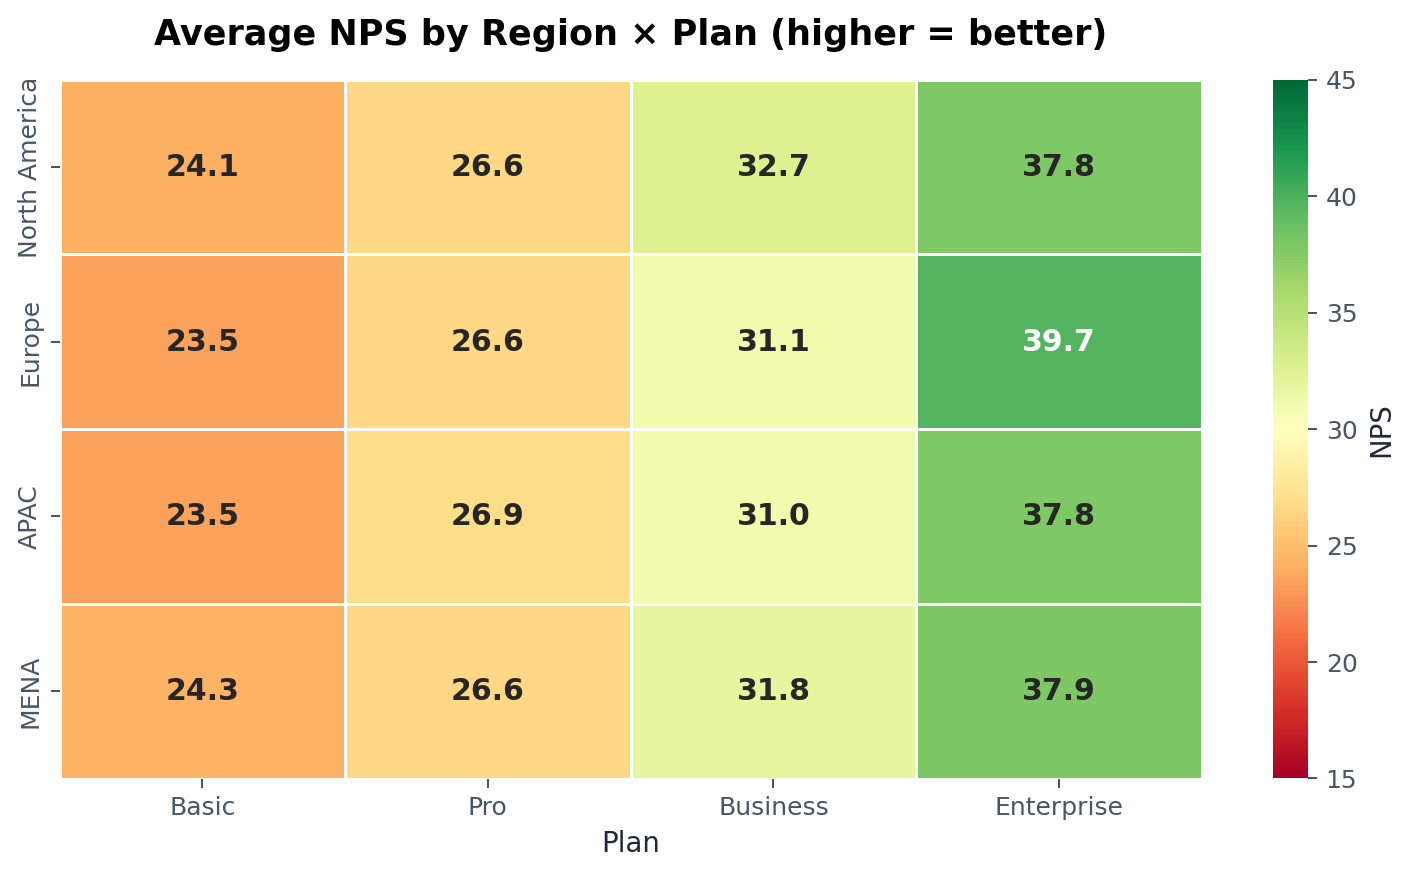 Average NPS by Region × Plan (higher = better)
North America
24.1 26.6 32.7 37.8
Europe
23.5 26.6 31.1 39.7
APAC
23.5 26.9 31.0 37.8
MENA
24.3 26.6 31.8 37.9
Basic Pro Business Enterprise
Plan
45
40
35
30
25
20
15
NPS